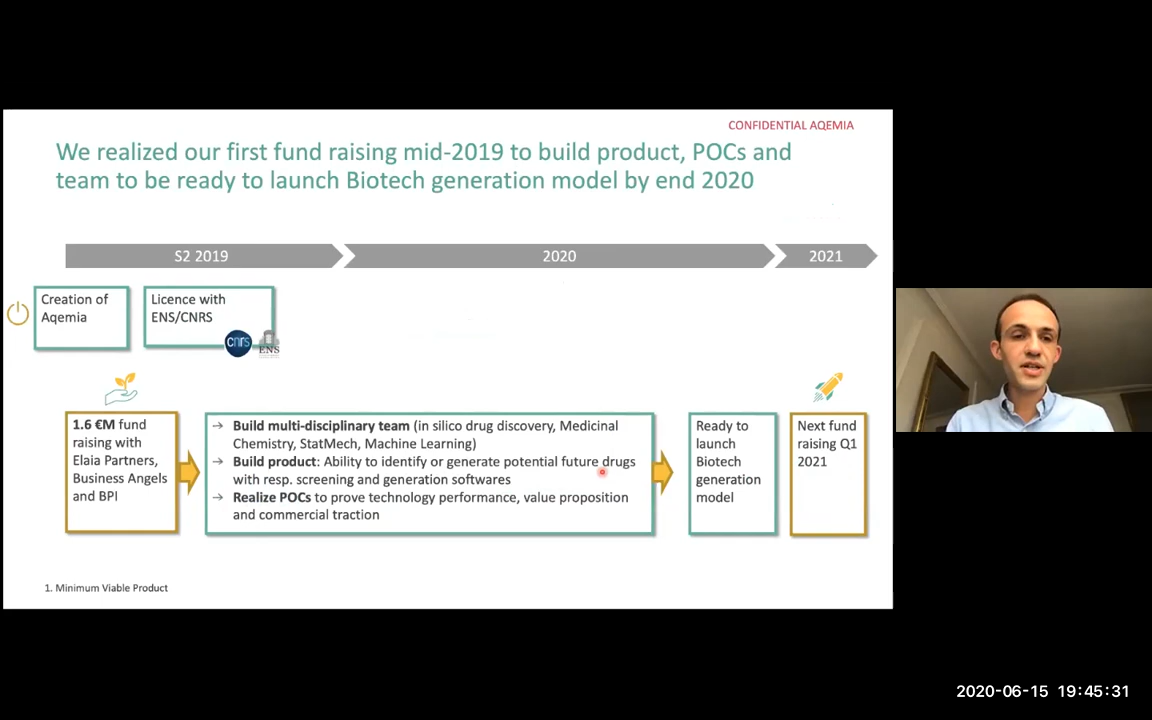 CONFIDENTIAL AQEMIA
We realized our first fund raising mid-2019 to build product, POCs and
team to be ready to launch Biotech generation model by end 2020
S2 2019
2020
2021
Creation of
Aqemia
Licence with
ENS/CNRS
cnrs
ENS
1.6 €M fund
raising with
Elaia Partners,
Business Angels
and BPI
→ Build multi-disciplinary team (in silico drug discovery, Medicinal
Chemistry, StatMech, Machine Learning)
→ Build product: Ability to identify or generate potential future drugs
with resp. screening and generation softwares
→ Realize POCs to prove technology performance, value proposition
and commercial traction
Ready to
launch
Biotech
generation
model
Next fund
raising Q1
2021
1. Minimum Viable Product
2020-06-15 19:45:31